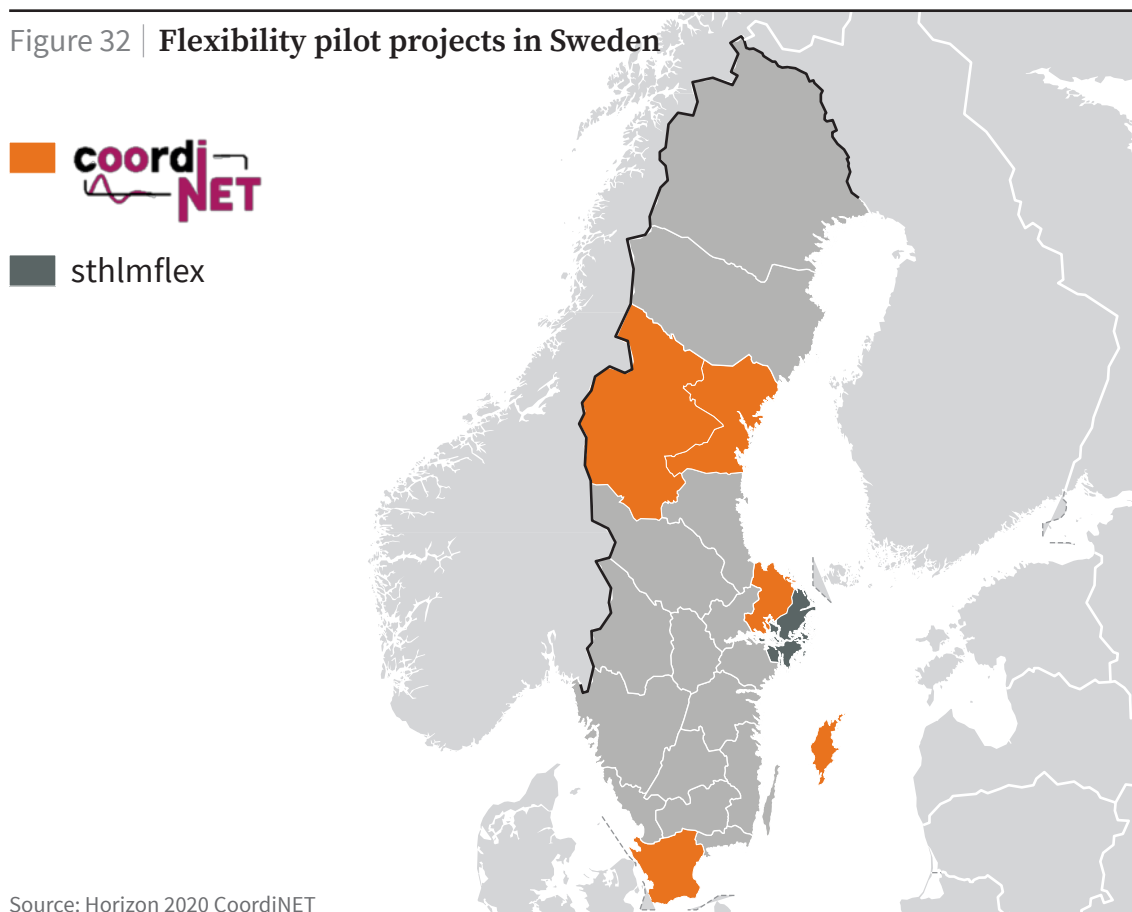 Figure 32 | Flexibility pilot projects in Sweden
coordi
NET
sthlmflex
Source: Horizon 2020 CoordiNET